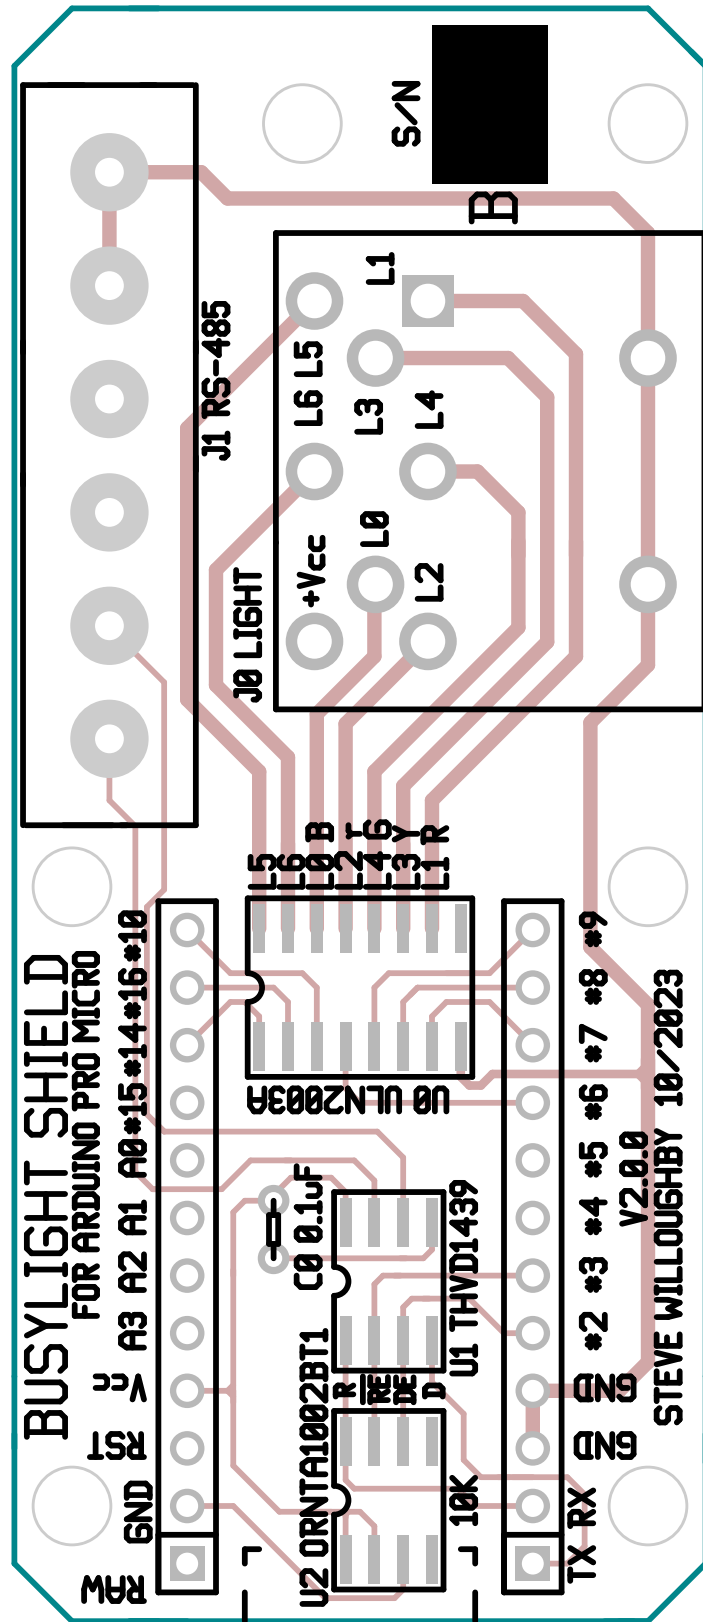 S/N
B
L1
L6 L5
L3
L4
J1 RS-485
+Vcc
L0
L2
J0 LIGHT
L5
L6
L0 B
L2 r
L4 G
L3 Y
L1 R
BUSYLIGHT SHIELD
FOR ARDUINO PRO MICRO
*10
*16
*14
*15
A0
A1
A2
A3
Vcc
RST
GND
RAW
U0 ULN2003A
C0 0.1uF
U1 THVD1439
R
RE
DE
D
U2 ORNTA1002BT1
10K
*9
*8
*7
*6
*5
*4
*3
*2
GND
GND
TX RX
V2.0.0
STEVE WILLOUGHBY 10/2023